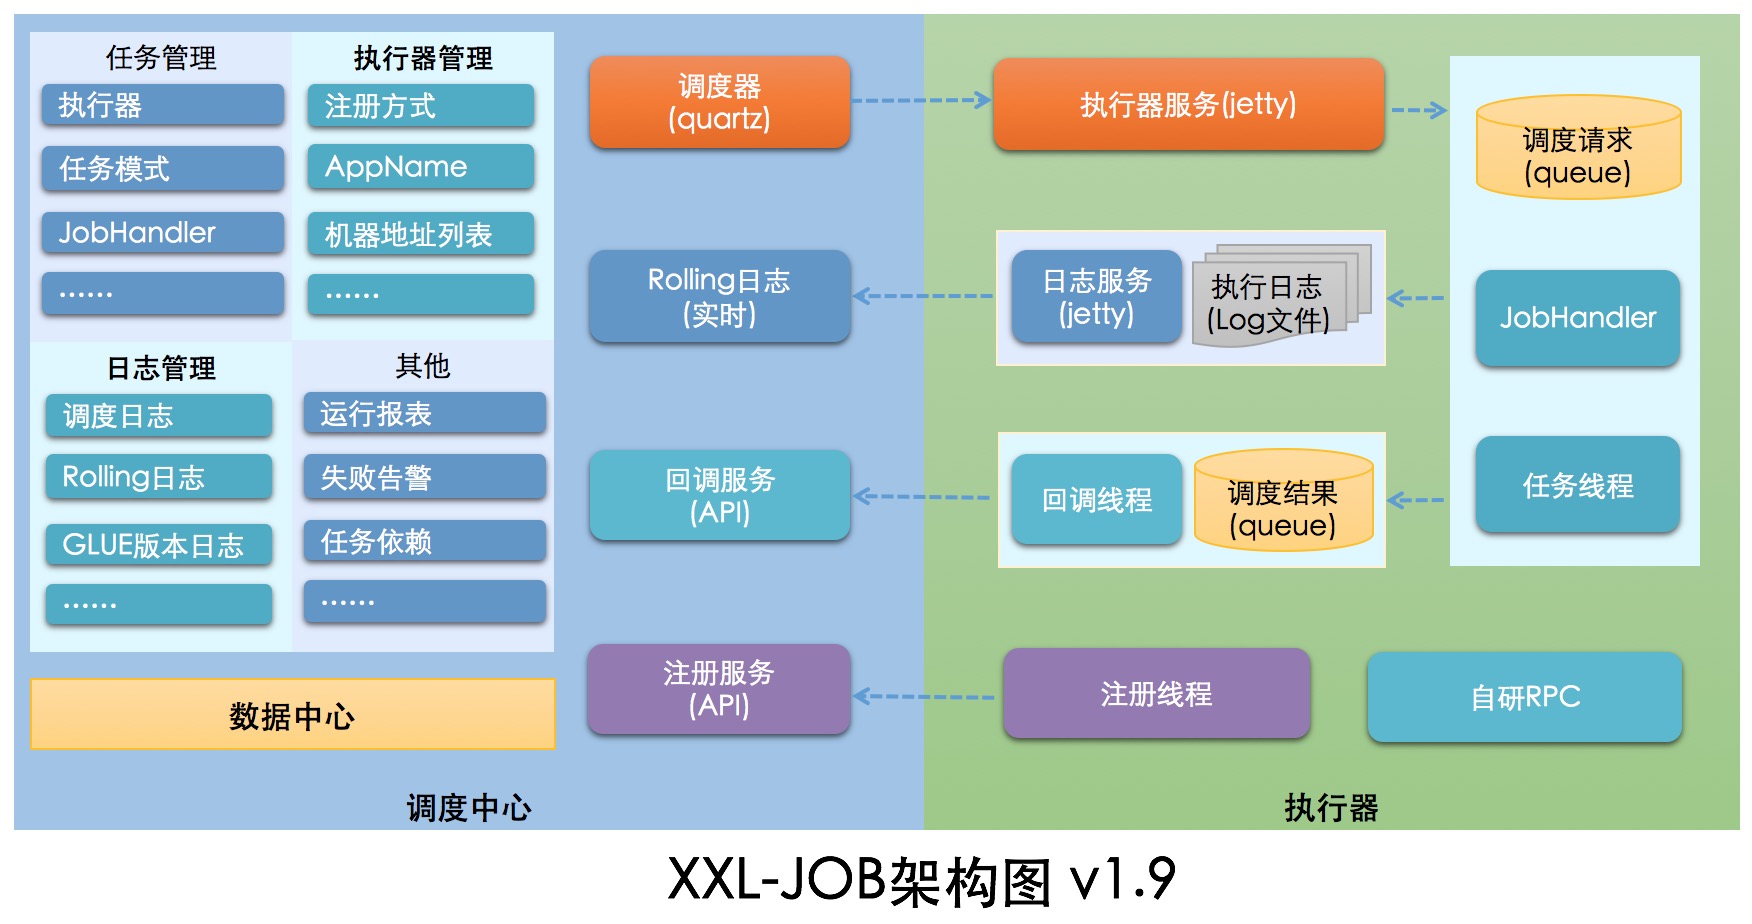 任务管理
执行器
任务模式
JobHandler
......
执行器管理
注册方式
AppName
机器地址列表
......
日志管理
调度日志
Rolling日志
GLUE版本日志
......
其他
运行报表
失败告警
任务依赖
......
数据中心
调度器
(quartz)
Rolling日志
(实时)
回调服务
(API)
注册服务
(API)
调度中心
执行器服务(jetty)
日志服务
(jetty)
执行日志
(Log文件)
回调线程
调度结果
(queue)
注册线程
调度请求
(queue)
JobHandler
任务线程
自研RPC
执行器
XXL-JOB架构图 v1.9